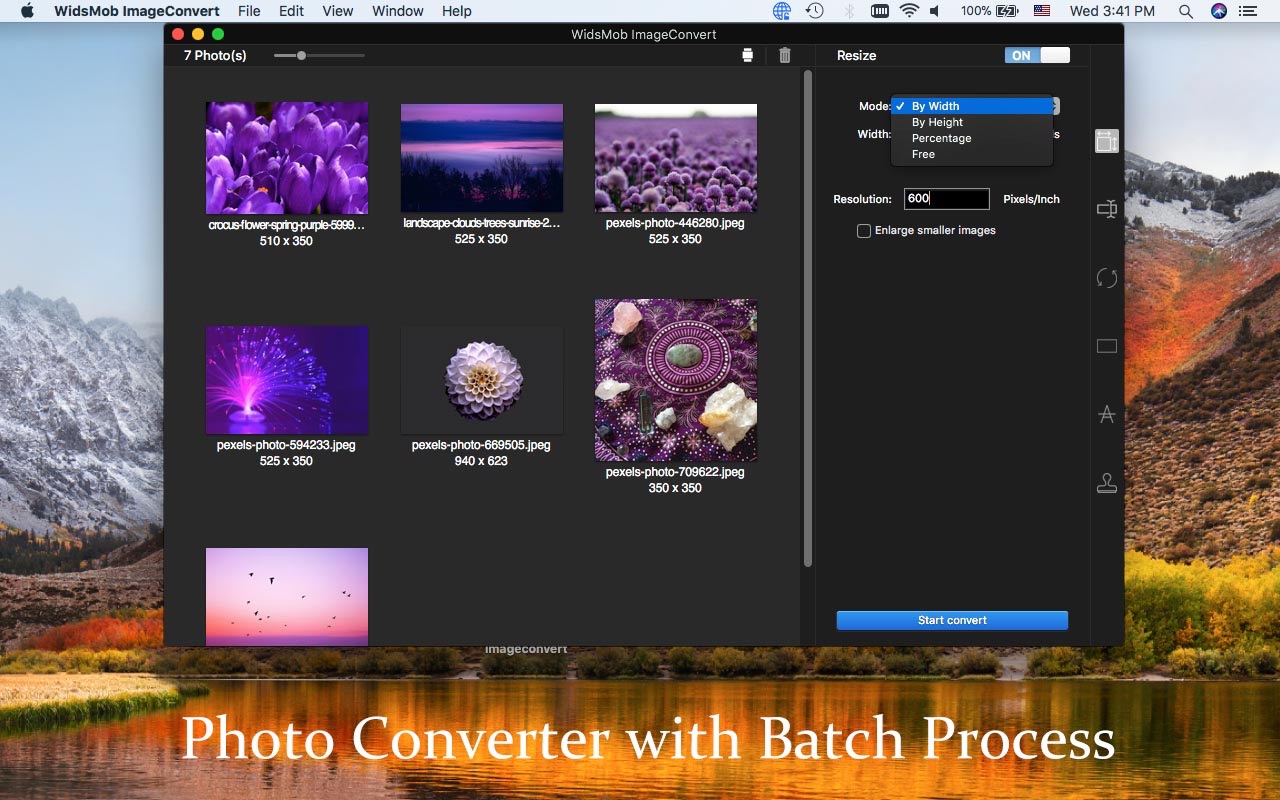 WidsMob ImageConvert File Edit View Window Help 100% Wed 3:41 PM
WidsMob ImageConvert
7 Photo(s)
Resize ON
crocus-flower-spring-purple-5999...
510 x 350
landscape-clouds-trees-sunrise-2...
525 x 350
pexels-photo-446280.jpeg
525 x 350
pexels-photo-594233.jpeg
525 x 350
pexels-photo-669505.jpeg
940 x 623
pexels-photo-709622.jpeg
350 x 350
Mode: ✓ By Width
By Height
Percentage
Free
Width:
Resolution: 600 Pixels/Inch
Enlarge smaller images
Start convert
imageconvert
Photo Converter with Batch Process